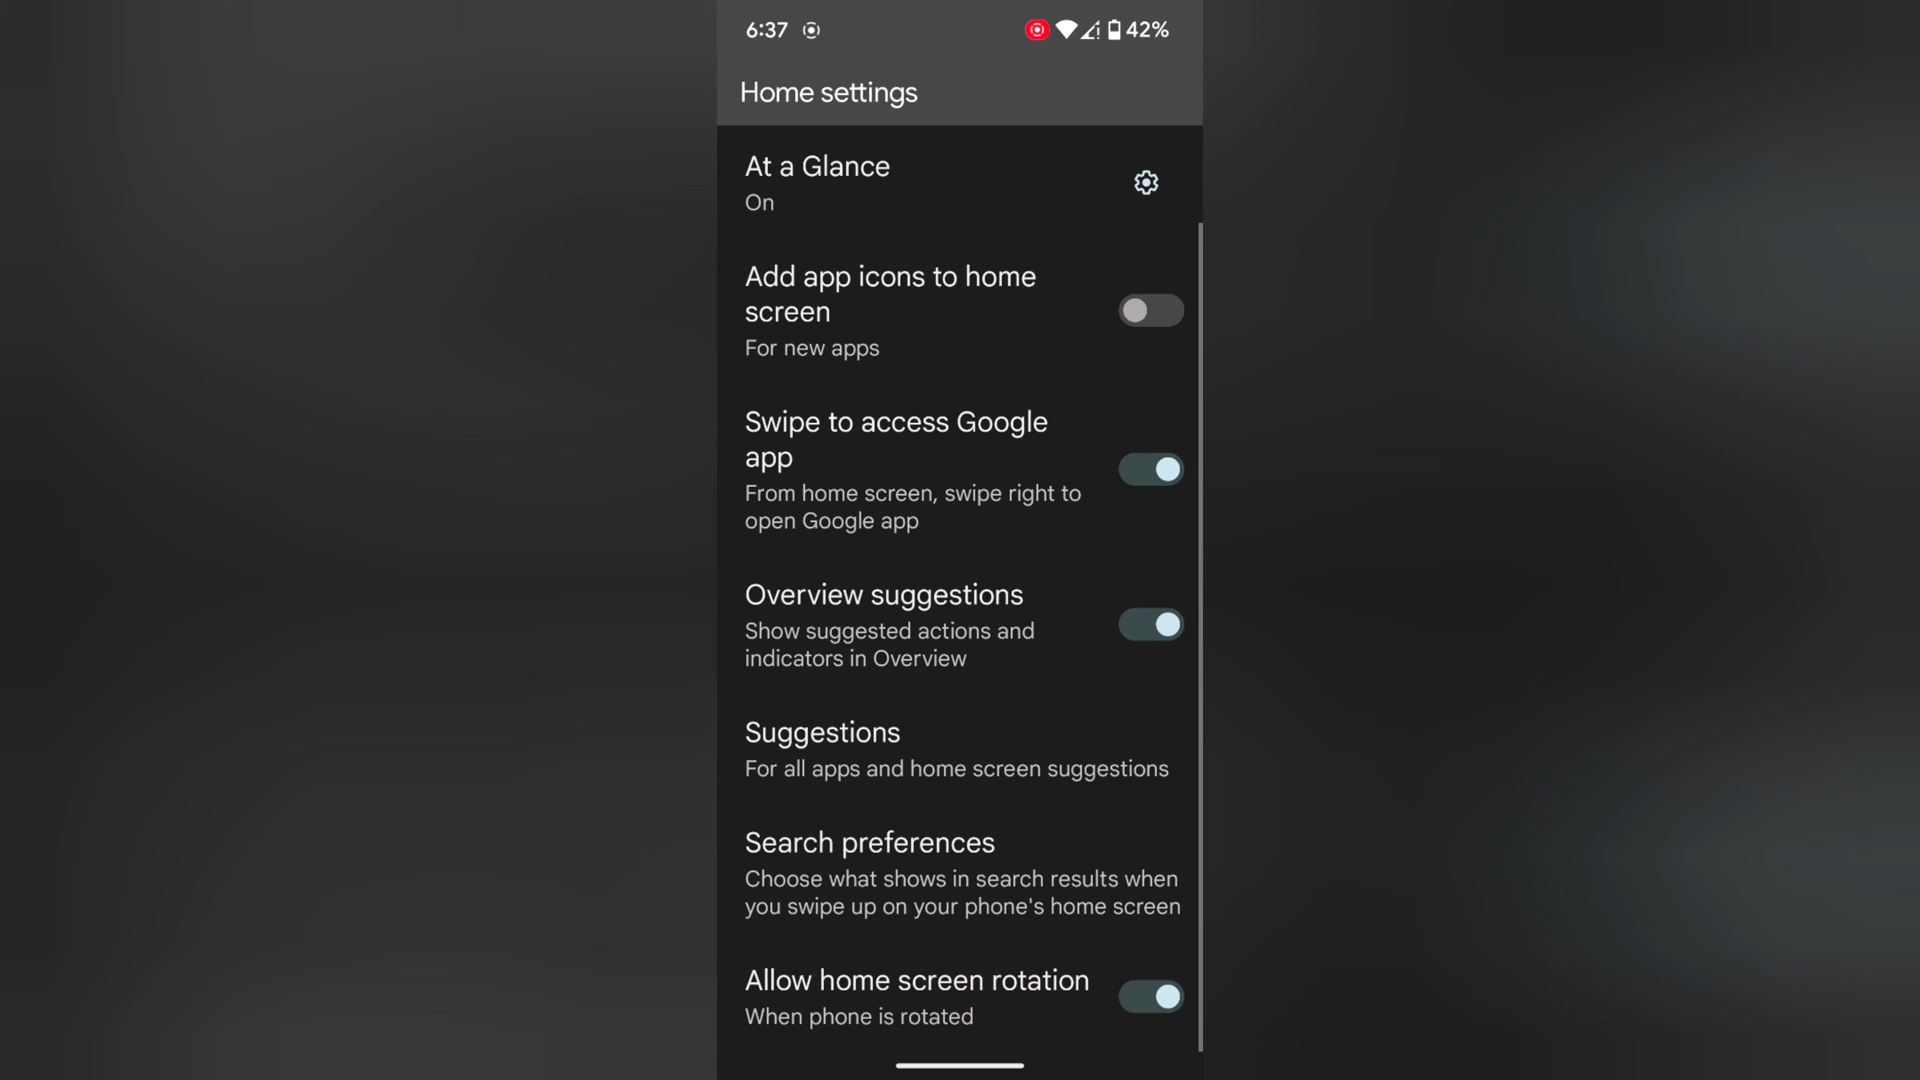 6:37
42%
Home settings
At a Glance
On
Add app icons to home
screen
For new apps
Swipe to access Google
app
From home screen, swipe right to
open Google app
Overview suggestions
Show suggested actions and
indicators in Overview
Suggestions
For all apps and home screen suggestions
Search preferences
Choose what shows in search results when
you swipe up on your phone's home screen
Allow home screen rotation
When phone is rotated